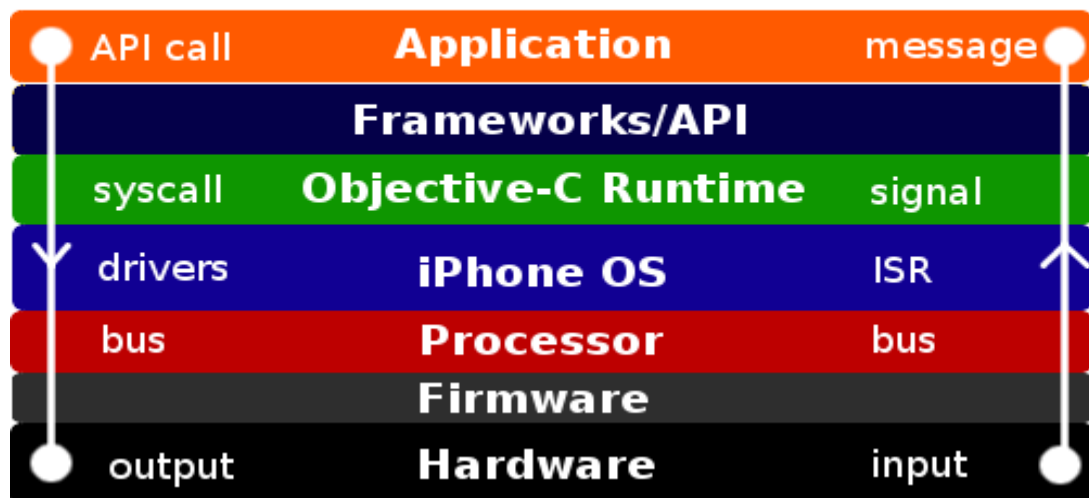 API call Application message
Frameworks/API
syscall Objective-C Runtime signal
drivers iPhone OS ISR
bus Processor bus
Firmware
output Hardware input